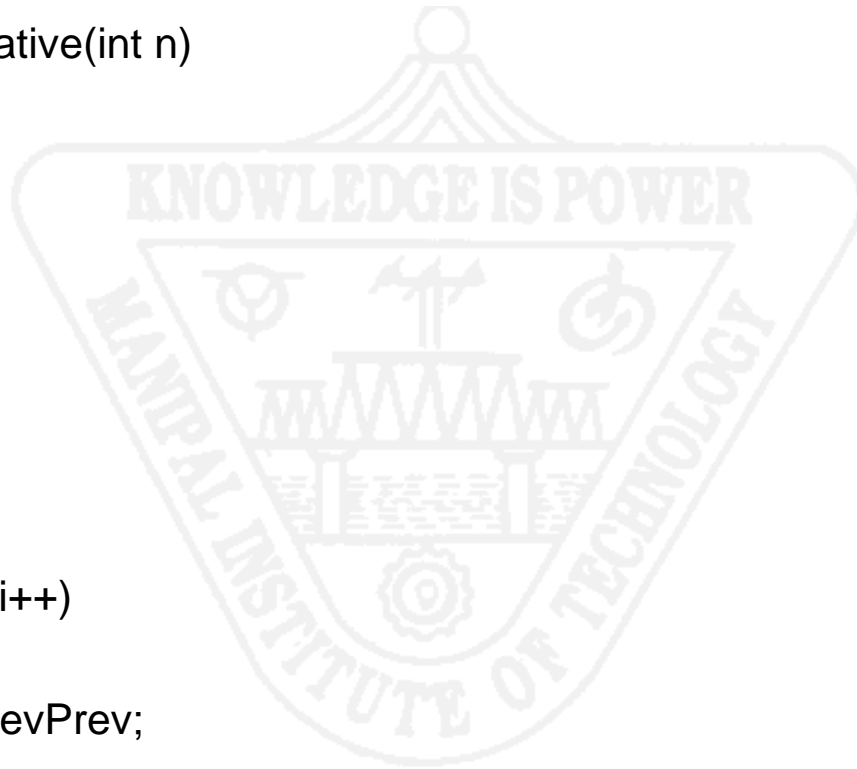 ative(int n)
KNOWLEDGE IS POWER
MANIPAL INSTITUTE OF TECHNOLOGY
i++)
evPrev;